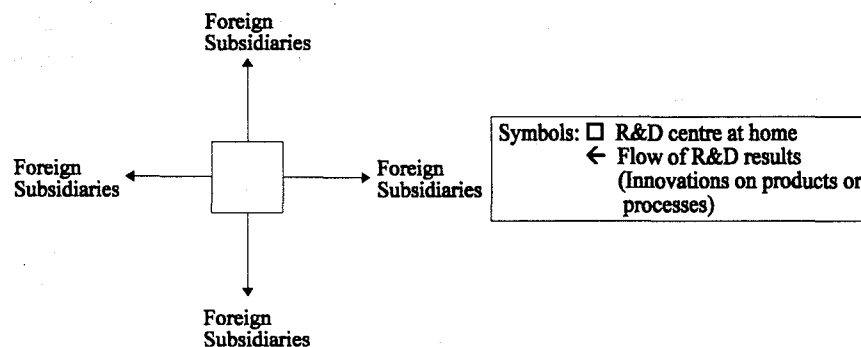 Foreign
Subsidiaries
Foreign
Subsidiaries
Foreign
Subsidiaries
Foreign
Subsidiaries
Symbols: □ R&D centre at home
← Flow of R&D results
(Innovations on products or
processes)